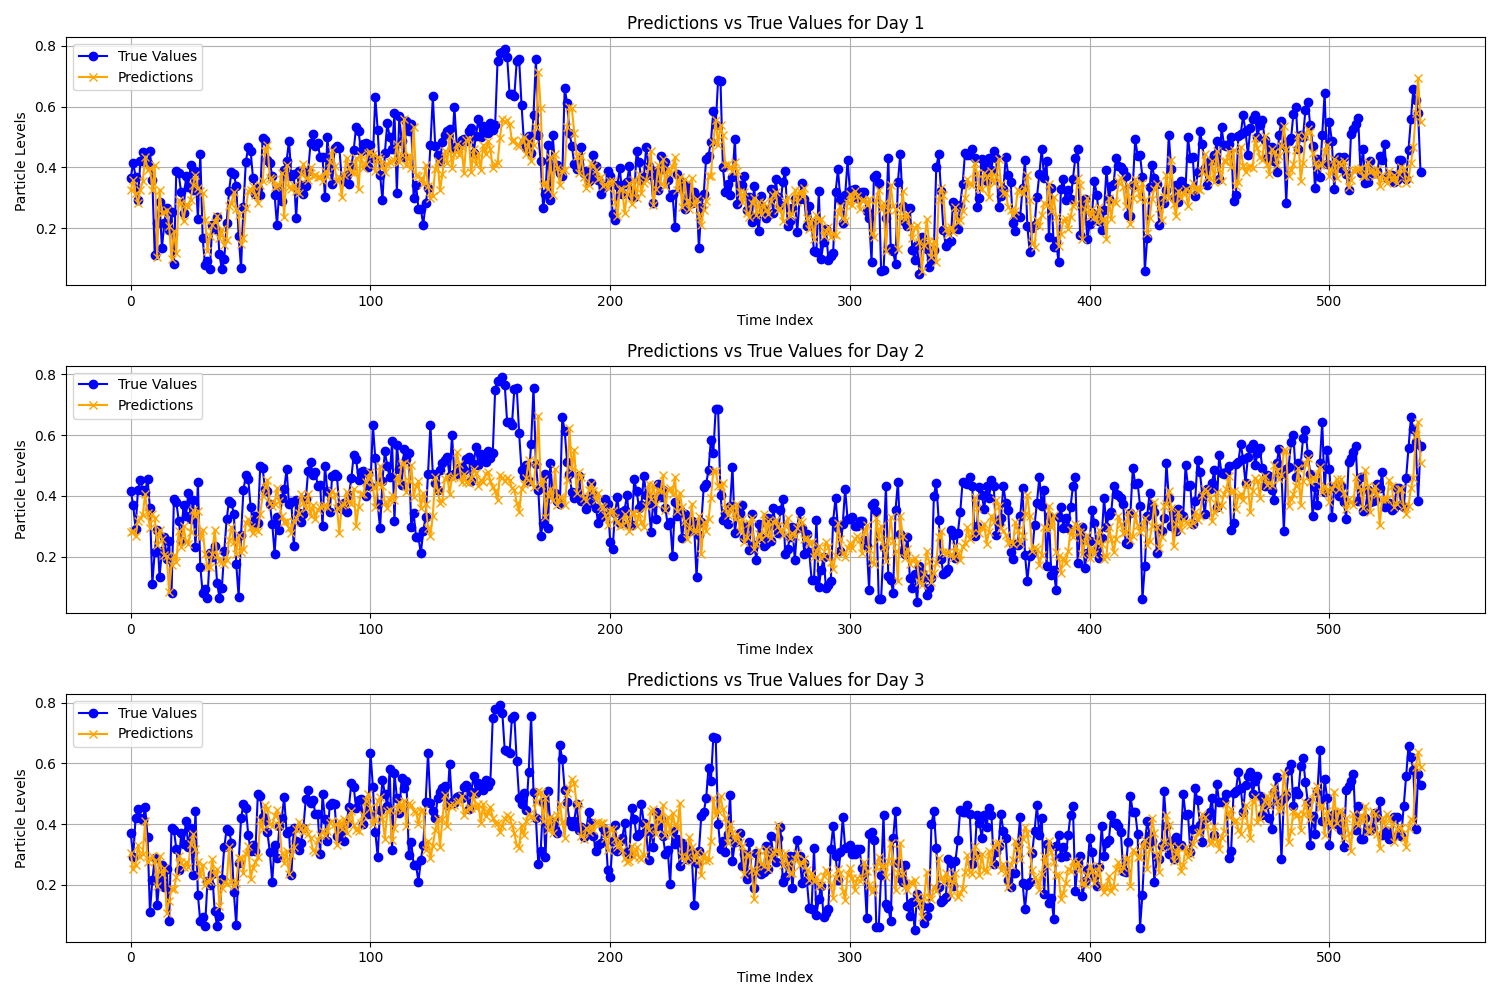 Predictions vs True Values for Day 1
True Values
Predictions
Particle Levels
0.8
0.6
0.4
0.2
0 100 200 300 400 500
Time Index
Predictions vs True Values for Day 2
True Values
Predictions
Particle Levels
0.8
0.6
0.4
0.2
0 100 200 300 400 500
Time Index
Predictions vs True Values for Day 3
True Values
Predictions
Particle Levels
0.8
0.6
0.4
0.2
0 100 200 300 400 500
Time Index